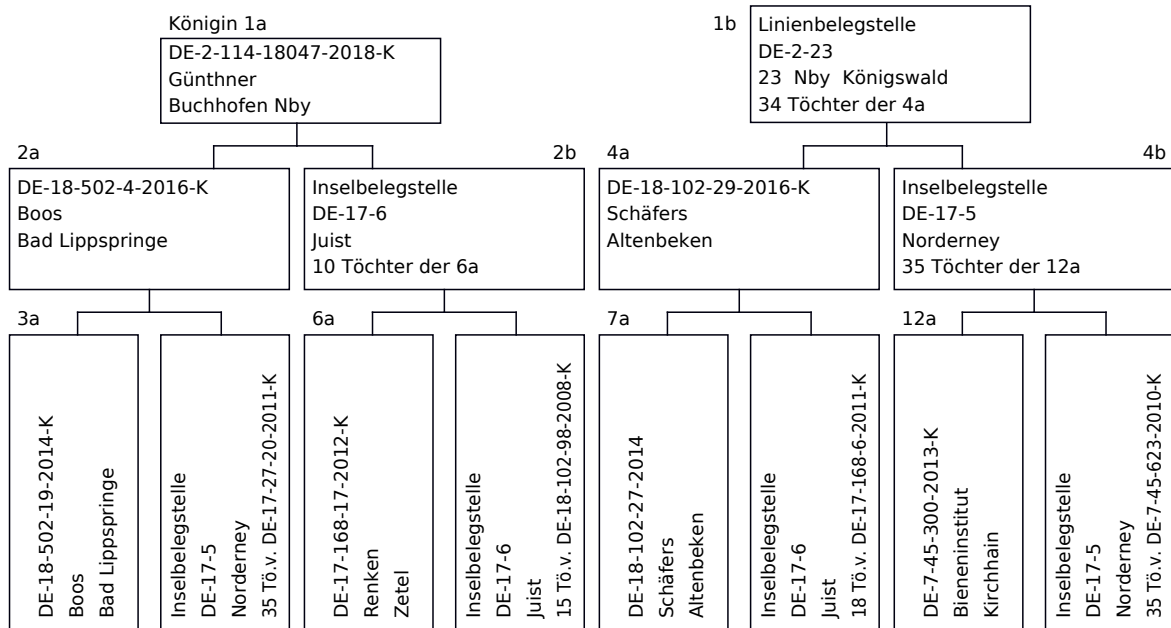 Königin 1a
DE-2-114-18047-2018-K
Günthner
Buchhofen Nby
1b
Linienbelegstelle
DE-2-23
23  Nby  Königswald
34 Töchter der 4a
2a
DE-18-502-4-2016-K
Boos
Bad Lippspringe
2b
Inselbelegstelle
DE-17-6
Juist
10 Töchter der 6a
4a
DE-18-102-29-2016-K
Schäfers
Altenbeken
4b
Inselbelegstelle
DE-17-5
Norderney
35 Töchter der 12a
3a
DE-18-502-19-2014-K
Boos
Bad Lippspringe
Inselbelegstelle
DE-17-5
Norderney
35 Tö.v. DE-17-27-20-2011-K
6a
DE-17-168-17-2012-K
Renken
Zetel
Inselbelegstelle
DE-17-6
Juist
15 Tö.v. DE-18-102-98-2008-K
7a
DE-18-102-27-2014
Schäfers
Altenbeken
Inselbelegstelle
DE-17-6
Juist
18 Tö.v. DE-17-168-6-2011-K
12a
DE-7-45-300-2013-K
Bieneninstitut
Kirchhain
Inselbelegstelle
DE-17-5
Norderney
35 Tö.v. DE-7-45-623-2010-K